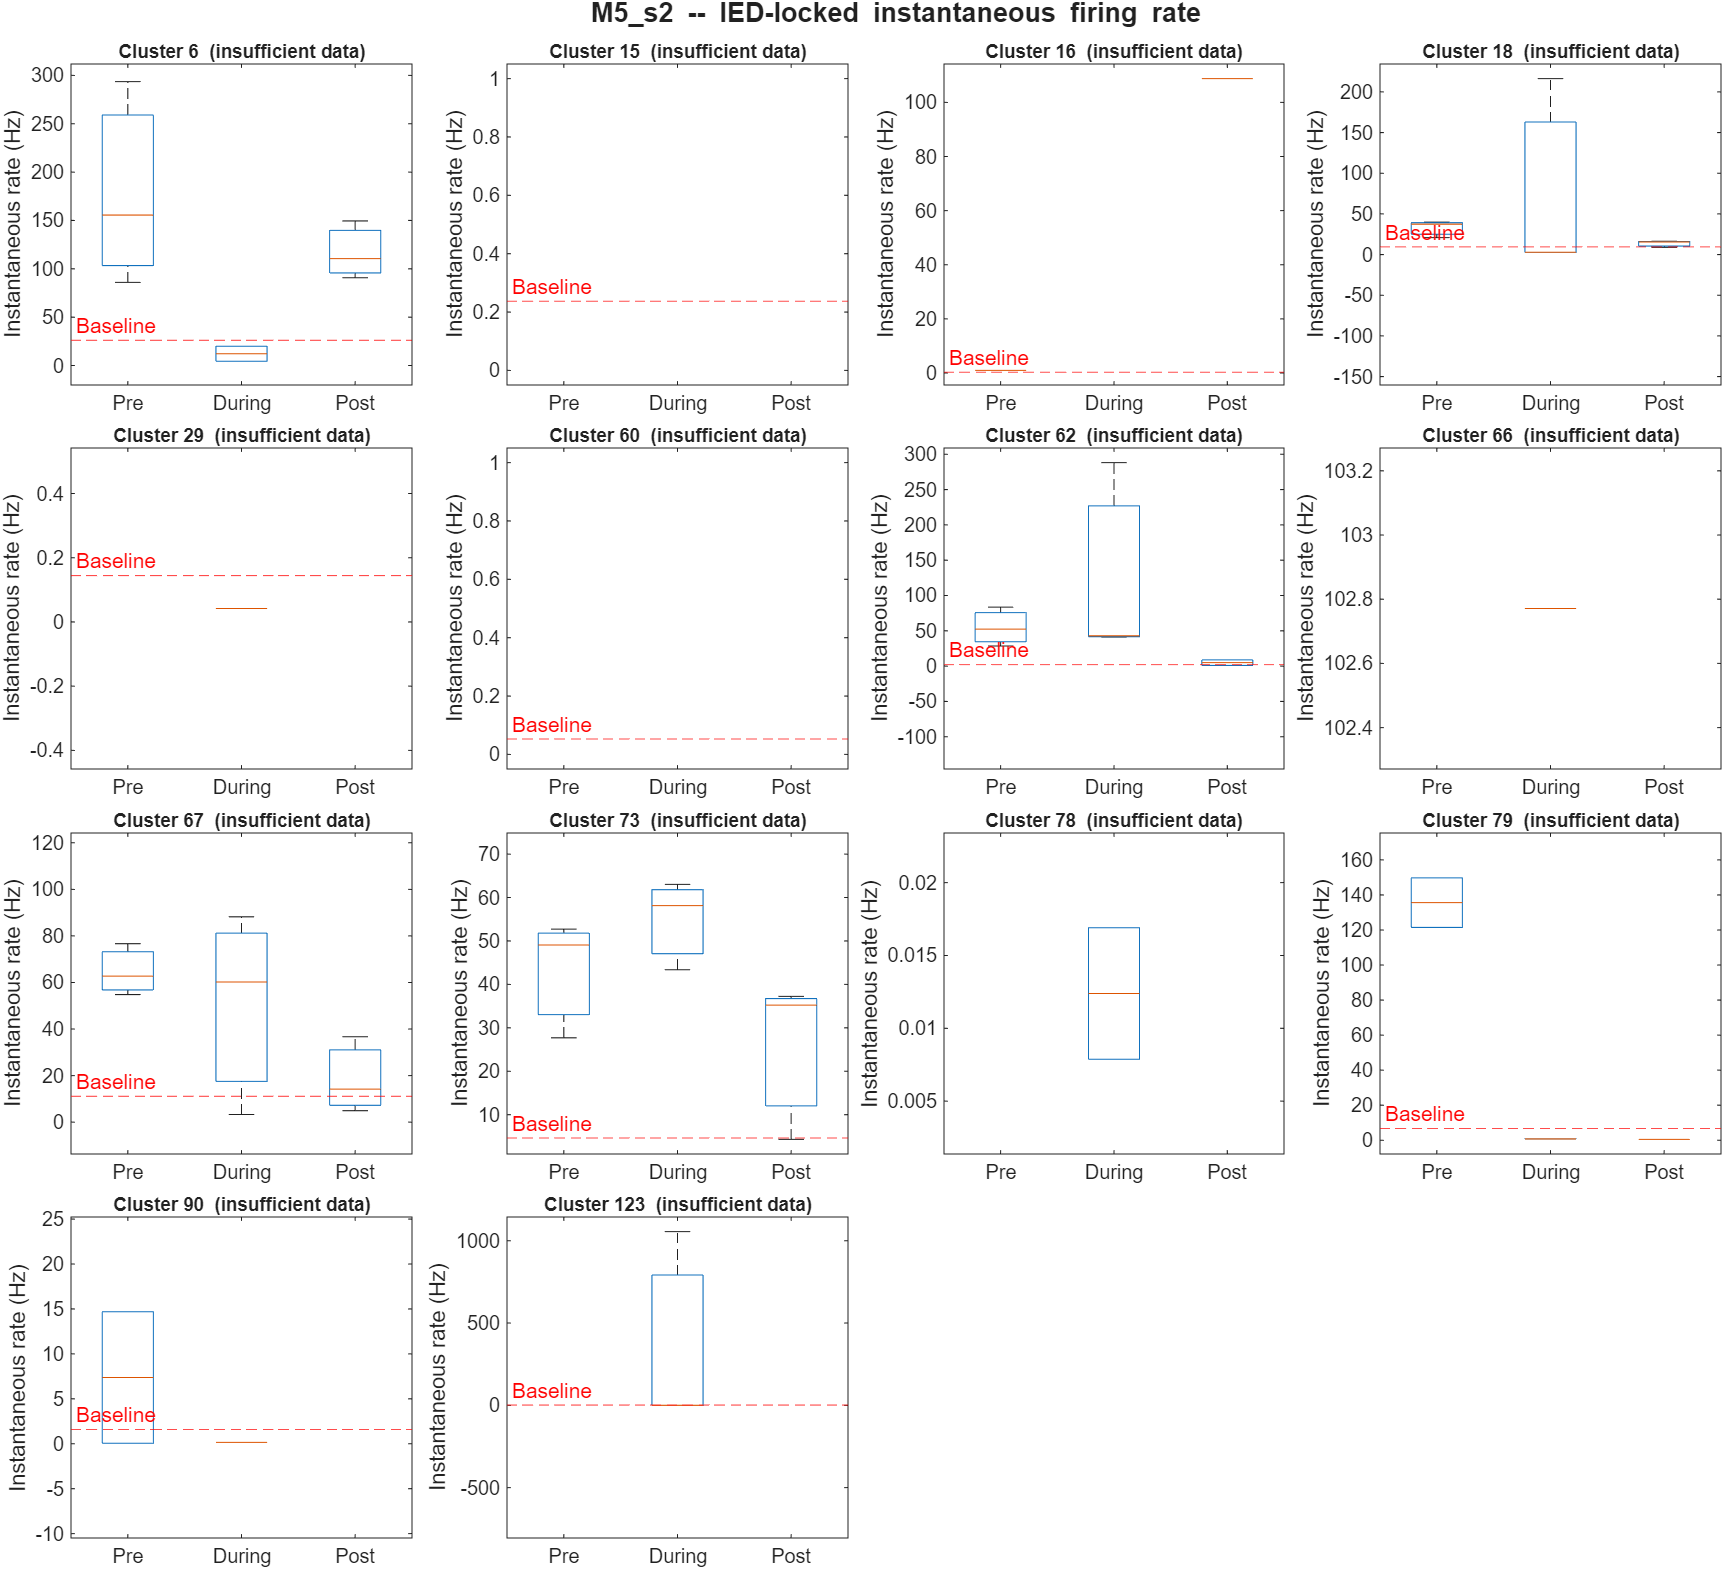 M5_s2 -- IED-locked instantaneous firing rate
Cluster 6 (insufficient data)
Instantaneous rate (Hz)
300
250
200
150
100
50
0
Baseline
Pre During Post
Cluster 15 (insufficient data)
Instantaneous rate (Hz)
1
0.8
0.6
0.4
0.2
0
Baseline
Pre During Post
Cluster 16 (insufficient data)
Instantaneous rate (Hz)
100
80
60
40
20
0
Baseline
Pre During Post
Cluster 18 (insufficient data)
Instantaneous rate (Hz)
200
150
100
50
0
-50
-100
-150
Baseline
Pre During Post
Cluster 29 (insufficient data)
Instantaneous rate (Hz)
0.4
0.2
0
-0.2
-0.4
Baseline
Pre During Post
Cluster 60 (insufficient data)
Instantaneous rate (Hz)
1
0.8
0.6
0.4
0.2
0
Baseline
Pre During Post
Cluster 62 (insufficient data)
Instantaneous rate (Hz)
300
250
200
150
100
50
0
-50
-100
Baseline
Pre During Post
Cluster 66 (insufficient data)
Instantaneous rate (Hz)
103.2
103
102.8
102.6
102.4
Pre During Post
Cluster 67 (insufficient data)
Instantaneous rate (Hz)
120
100
80
60
40
20
0
Baseline
Pre During Post
Cluster 73 (insufficient data)
Instantaneous rate (Hz)
70
60
50
40
30
20
10
Baseline
Pre During Post
Cluster 78 (insufficient data)
Instantaneous rate (Hz)
0.02
0.015
0.01
0.005
Pre During Post
Cluster 79 (insufficient data)
Instantaneous rate (Hz)
160
140
120
100
80
60
40
20
0
Baseline
Pre During Post
Cluster 90 (insufficient data)
Instantaneous rate (Hz)
25
20
15
10
5
0
-5
-10
Baseline
Pre During Post
Cluster 123 (insufficient data)
Instantaneous rate (Hz)
1000
500
0
-500
Baseline
Pre During Post